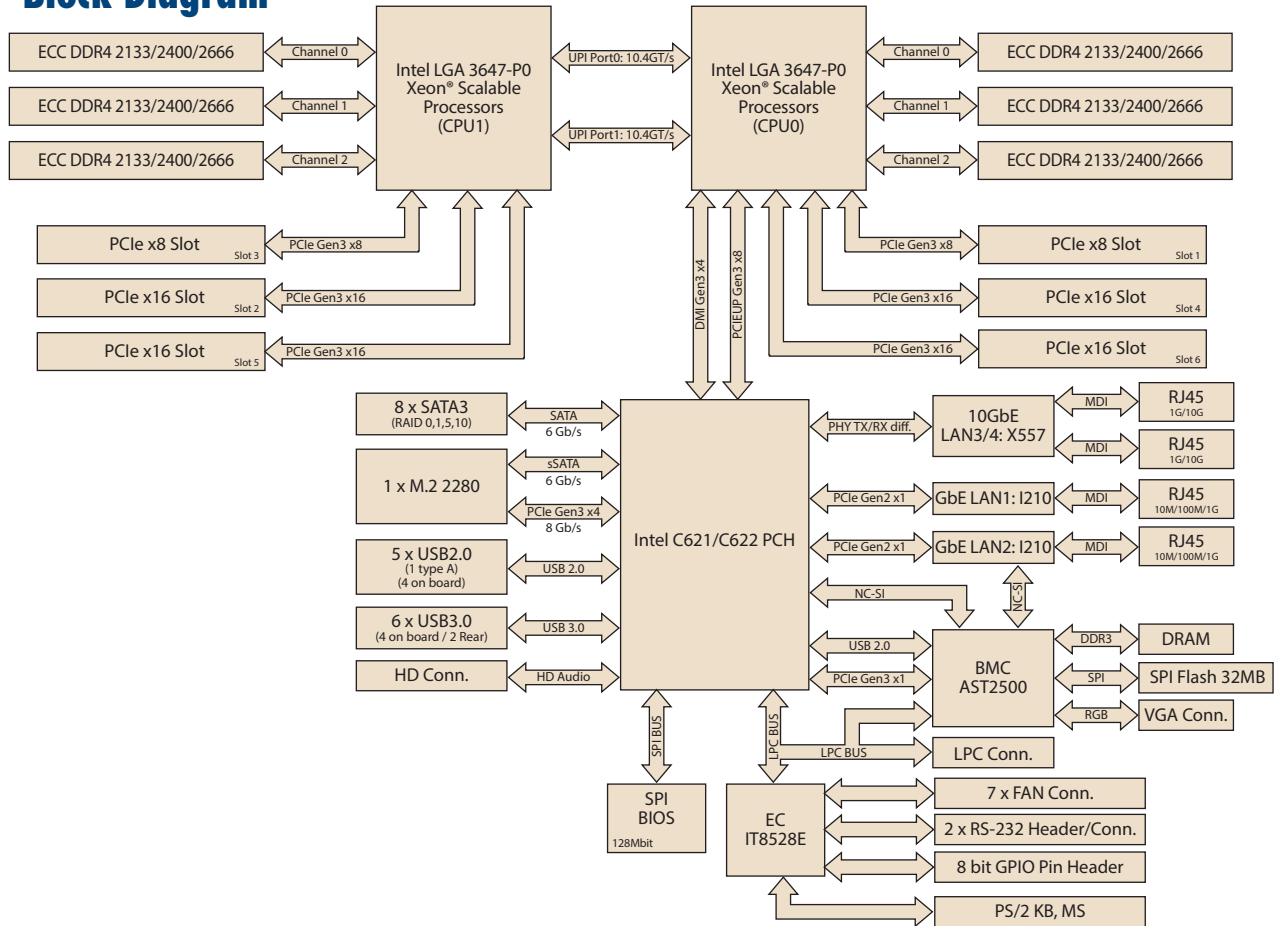 Block Diagram
ECC DDR4 2133/2400/2666
Channel 0
ECC DDR4 2133/2400/2666
Channel 1
ECC DDR4 2133/2400/2666
Channel 2
Intel LGA 3647-P0
Xeon® Scalable
Processors
(CPU1)
UPI Port0: 10.4GT/s
UPI Port1: 10.4GT/s
Intel LGA 3647-P0
Xeon® Scalable
Processors
(CPU0)
Channel 0
ECC DDR4 2133/2400/2666
Channel 1
ECC DDR4 2133/2400/2666
Channel 2
ECC DDR4 2133/2400/2666
PCIe x8 Slot
Slot 3
PCIe Gen3 x8
PCIe x16 Slot
Slot 2
PCIe Gen3 x16
PCIe x16 Slot
Slot 5
PCIe Gen3 x16
DMI Gen3 x4
PCIEUP Gen3 x8
PCIe Gen3 x8
PCIe x8 Slot
Slot 1
PCIe Gen3 x16
PCIe x16 Slot
Slot 4
PCIe Gen3 x16
PCIe x16 Slot
Slot 6
8 x SATA3
(RAID 0,1,5,10)
SATA
6 Gb/s
1 x M.2 2280
sSATA
6 Gb/s
PCIe Gen3 x4
8 Gb/s
5 x USB2.0
(1 type A)
(4 on board)
USB 2.0
6 x USB3.0
(4 on board / 2 Rear)
USB 3.0
HD Conn.
HD Audio
Intel C621/C622 PCH
PHY TX/RX diff.
10GbE
LAN3/4: X557
MDI
RJ45
1G/10G
MDI
RJ45
1G/10G
PCIe Gen2 x1
GbE LAN1: I210
MDI
RJ45
10M/100M/1G
PCIe Gen2 x1
GbE LAN2: I210
MDI
RJ45
10M/100M/1G
NC-SI
NC-SI
USB 2.0
PCIe Gen3 x1
BMC
AST2500
DDR3
DRAM
SPI
SPI Flash 32MB
RGB
VGA Conn.
SPI BUS
LPC BUS
LPC BUS
LPC Conn.
SPI
BIOS
128Mbit
EC
IT8528E
7 x FAN Conn.
2 x RS-232 Header/Conn.
8 bit GPIO Pin Header
PS/2 KB, MS